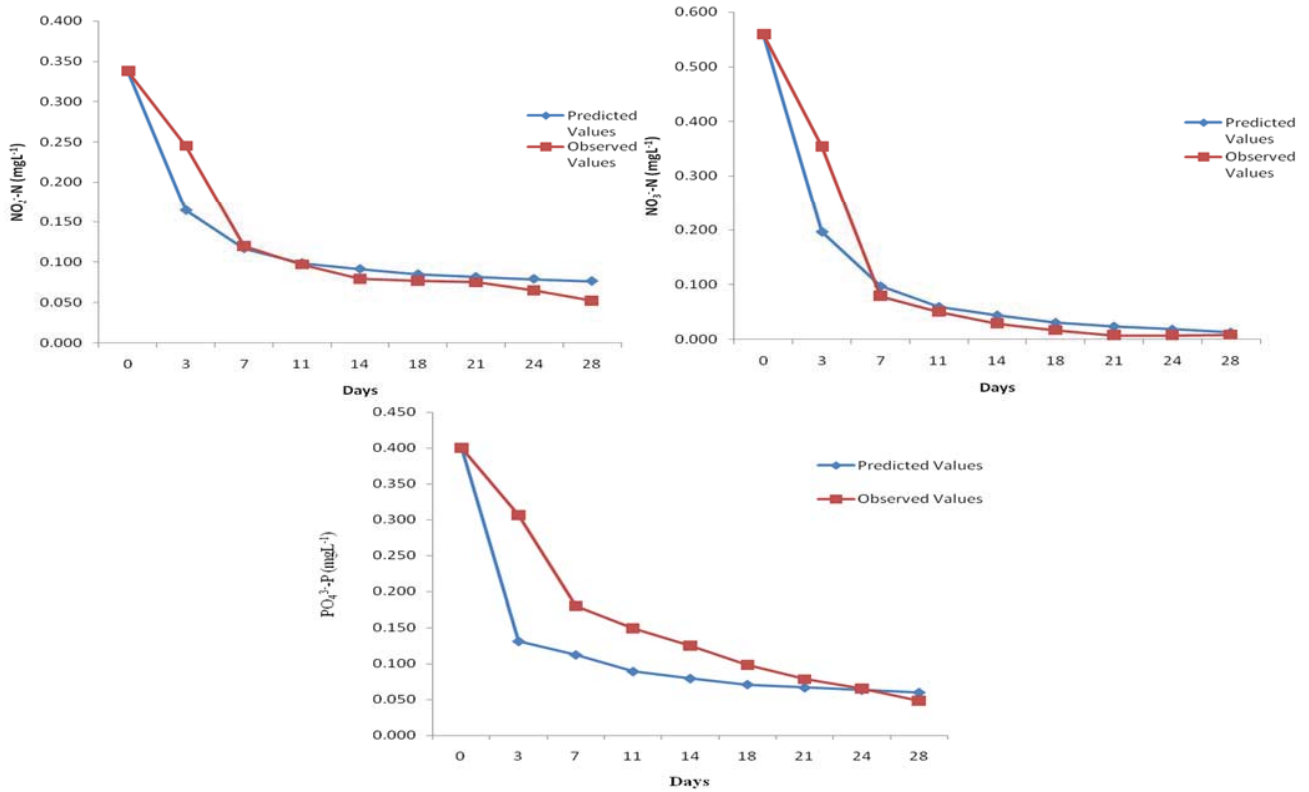 0.400
0.350
0.300
0.250
0.200
0.150
0.100
0.050
0.000
NO₂⁻-N (mgL⁻¹)
0 3 7 11 14 18 21 24 28
Days
Predicted
Values
Observed
Values
0.600
0.500
0.400
0.300
0.200
0.100
0.000
NO₃⁻-N (mgL⁻¹)
0 3 7 11 14 18 21 24 28
Days
Predicted
Values
Observed
Values
0.450
0.400
0.350
0.300
0.250
0.200
0.150
0.100
0.050
0.000
PO₄³⁻-P (mgL⁻¹)
0 3 7 11 14 18 21 24 28
Days
Predicted Values
Observed Values